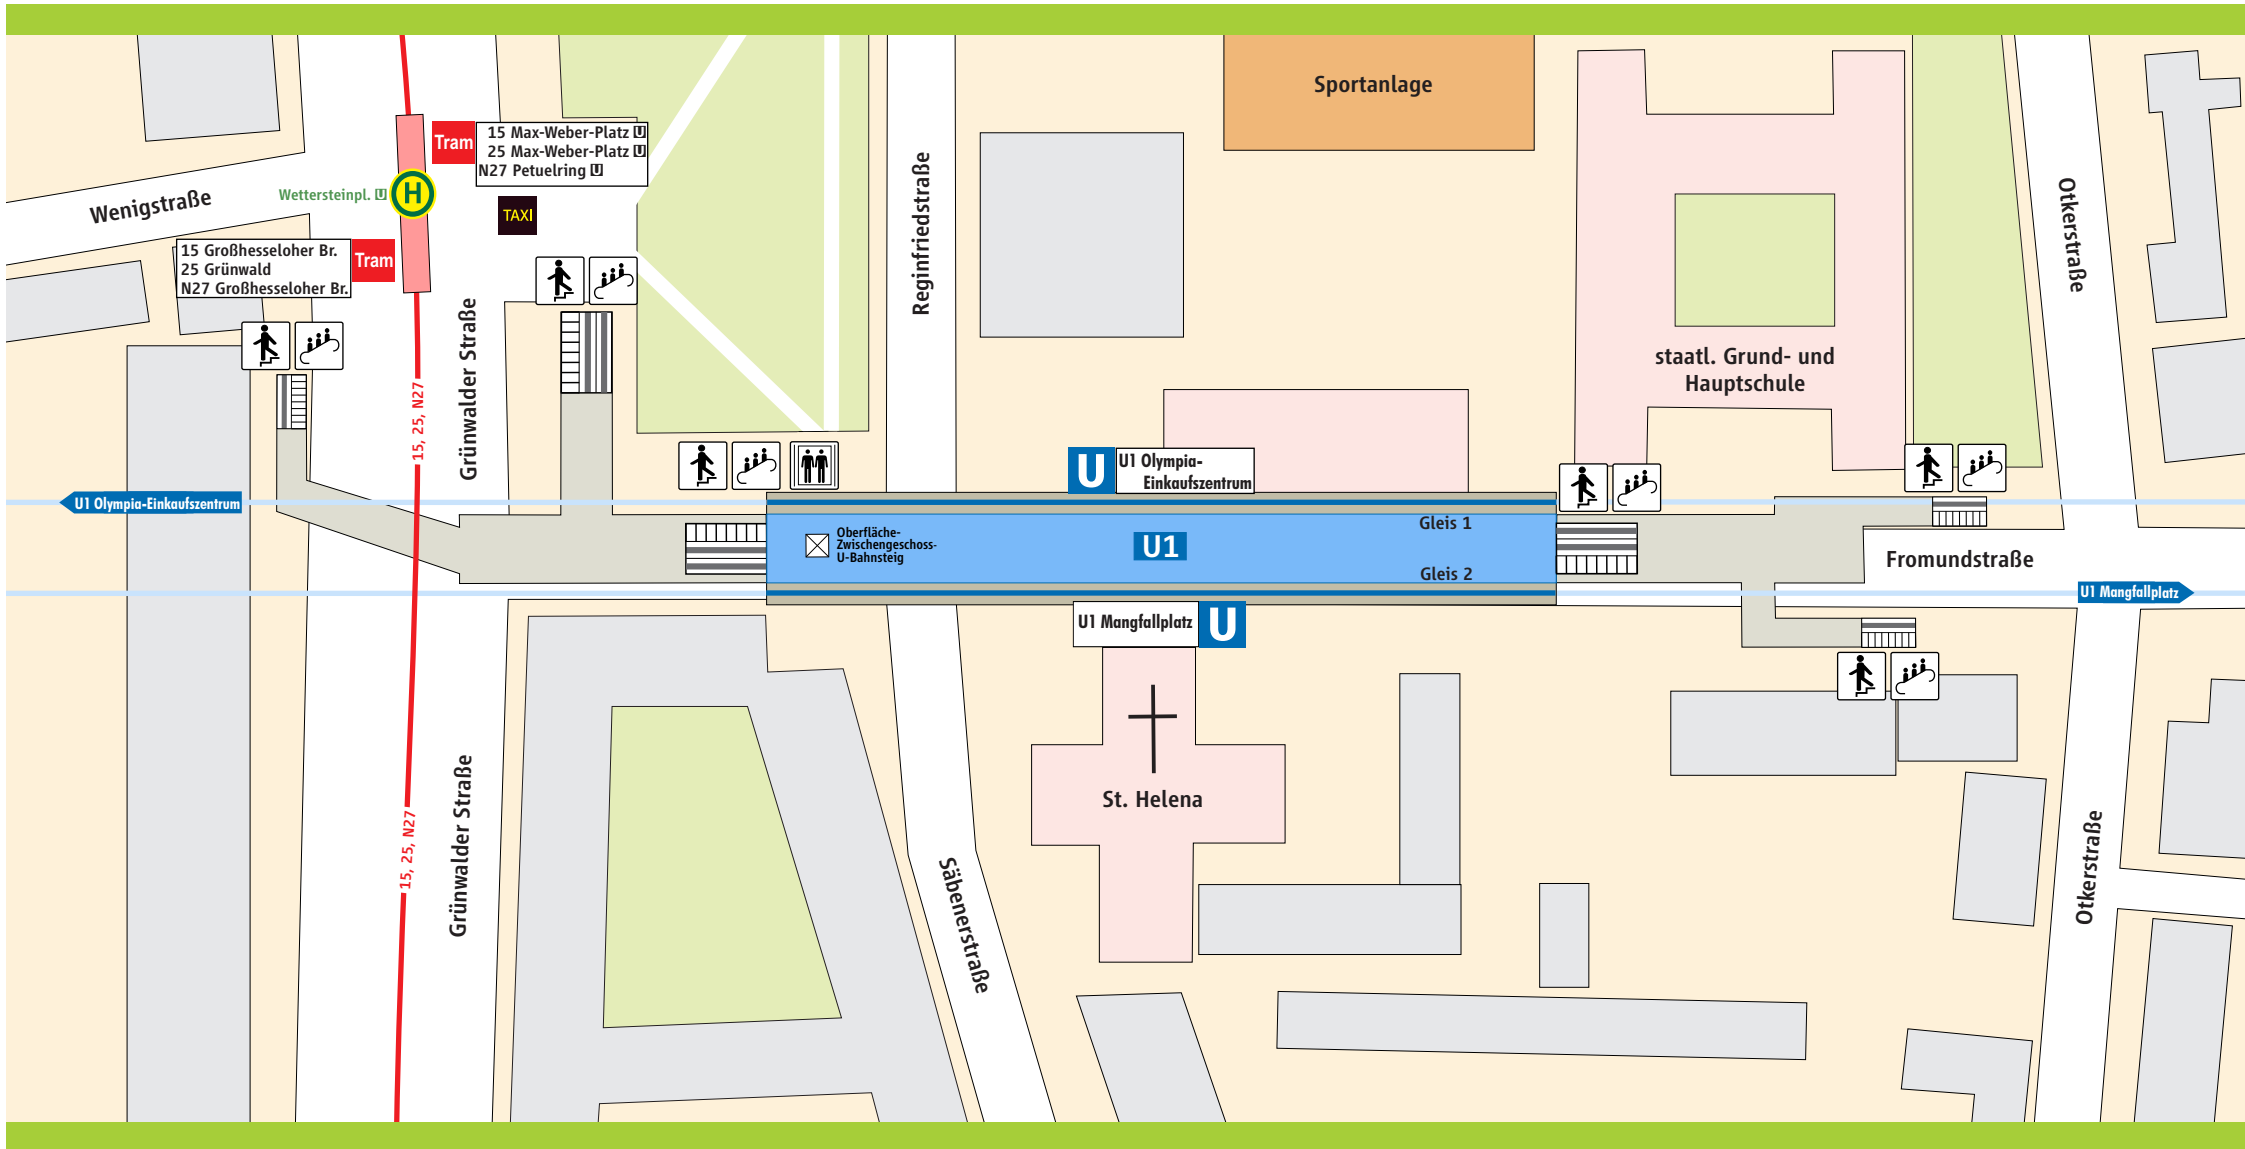 Sportanlage
Tram
15 Max-Weber-Platz U
25 Max-Weber-Platz U
N27 Petuelring U
Wettersteinpl. U
H
TAXI
Wenigstraße
15 Großhesseloher Br.
25 Grünwald
N27 Großhesseloher Br.
Tram
Reginfriedstraße
Otkerstraße
Grünwalder Straße
15, 25, N27
staatl. Grund- und
Hauptschule
U
U1 Olympia-
Einkaufszentrum
U1 Olympia-Einkaufszentrum
Gleis 1
Oberfläche-
Zwischengeschoss-
U-Bahnsteig
U1
Gleis 2
Fromundstraße
U1 Mangfallplatz
U1 Mangfallplatz
U
St. Helena
Grünwalder Straße
15, 25, N27
Säbenerstraße
Otkerstraße